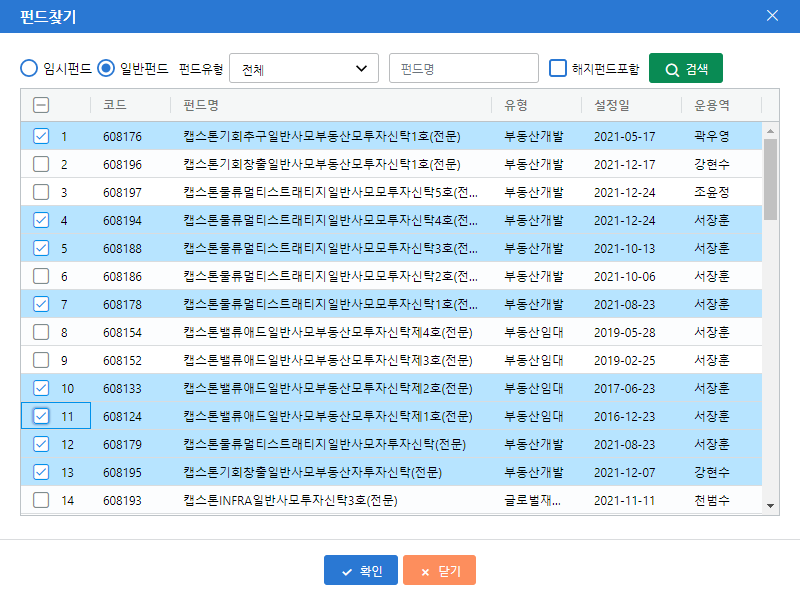 펀드찾기
임시펀드 일반펀드 펀드유형 전체 펀드명 해지펀드포함 검색
코드 펀드명 유형 설정일 운용역
1 608176 캡스톤기회추구일반사모부동산모투자신탁1호(전문) 부동산개발 2021-05-17 곽우영
2 608196 캡스톤기회창출일반사모부동산모투자신탁1호(전문) 부동산개발 2021-12-17 강현수
3 608197 캡스톤물류멀티스트래티지일반사모모투자신탁5호(전... 부동산개발 2021-12-24 조윤정
4 608194 캡스톤물류멀티스트래티지일반사모모투자신탁4호(전... 부동산개발 2021-12-24 서장훈
5 608188 캡스톤물류멀티스트래티지일반사모모투자신탁3호(전... 부동산개발 2021-10-13 서장훈
6 608186 캡스톤물류멀티스트래티지일반사모모투자신탁2호(전... 부동산개발 2021-10-06 서장훈
7 608178 캡스톤물류멀티스트래티지일반사모모투자신탁1호(전... 부동산개발 2021-08-23 서장훈
8 608154 캡스톤밸류애드일반사모부동산모투자신탁제4호(전문) 부동산임대 2019-05-28 서장훈
9 608152 캡스톤밸류애드일반사모부동산모투자신탁제3호(전문) 부동산임대 2019-02-25 서장훈
10 608133 캡스톤밸류애드일반사모부동산모투자신탁제2호(전문) 부동산임대 2017-06-23 서장훈
11 608124 캡스톤밸류애드일반사모부동산모투자신탁제1호(전문) 부동산임대 2016-12-23 서장훈
12 608179 캡스톤물류멀티스트래티지일반사모자투자신탁(전문) 부동산개발 2021-08-23 서장훈
13 608195 캡스톤기회창출일반사모부동산자투자신탁(전문) 부동산개발 2021-12-07 강현수
14 608193 캡스톤INFRA일반사모투자신탁3호(전문) 글로벌재... 2021-11-11 천범수
확인 닫기